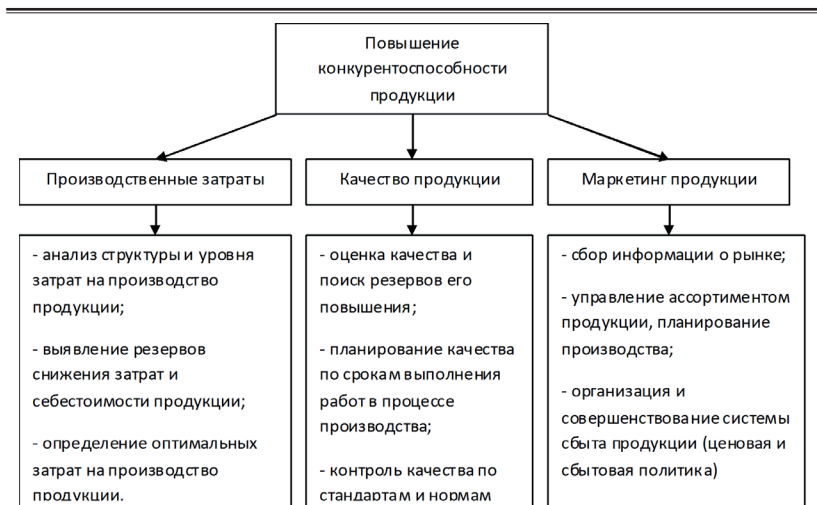 Повышение
конкурентоспособности
продукции
Производственные затраты
Качество продукции
Маркетинг продукции
- анализ структуры и уровня
затрат на производство
продукции;
- выявление резервов
снижения затрат и
себестоимости продукции;
- определение оптимальных
затрат на производство
продукции.
- оценка качества и
поиск резервов его
повышения;
- планирование качества
по срокам выполнения
работ в процессе
производства;
- контроль качества по
стандартам и нормам
- сбор информации о рынке;
- управление ассортиментом
продукции, планирование
производства;
- организация и
совершенствование системы
сбыта продукции (ценовая и
сбытовая политика)